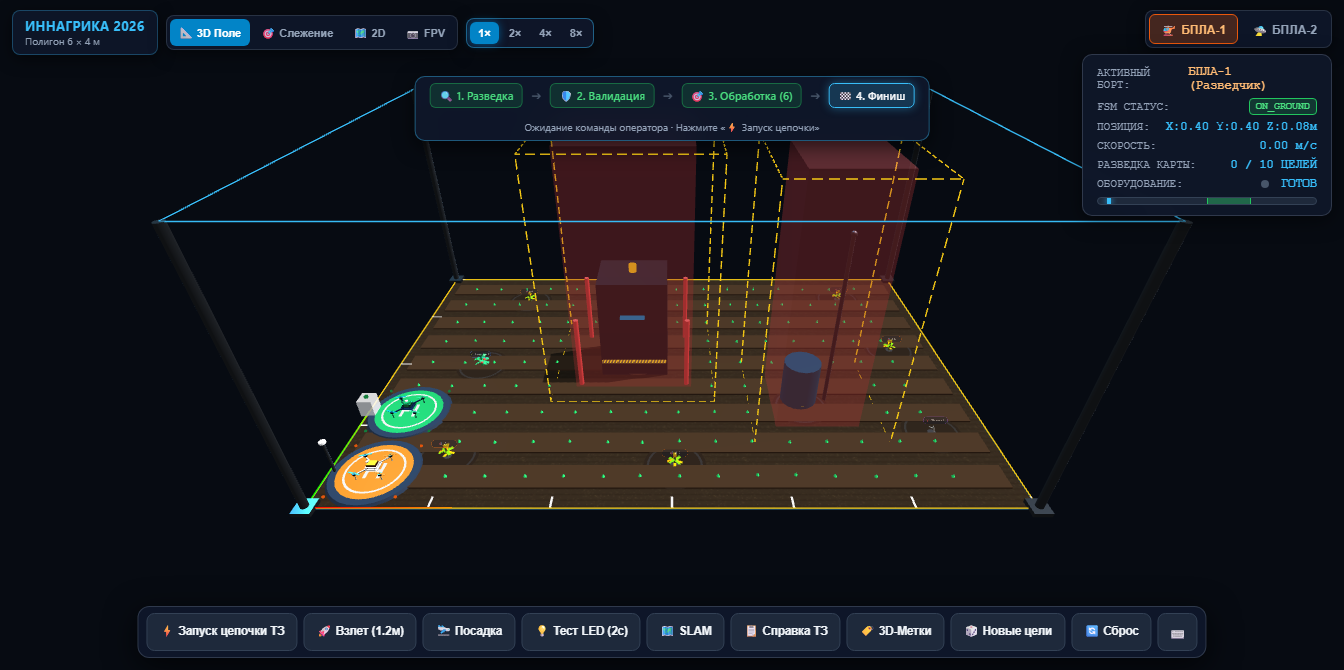 ИННАГРИКА 2026
Полигон 6 × 4 м
3D Поле
Слежение
2D
FPV
1×
2×
4×
8×
БПЛА-1
БПЛА-2
1. Разведка
→
2. Валидация
→
3. Обработка (6)
→
4. Финиш
Ожидание команды оператора · Нажмите «⚡ Запуск цепочки»
АКТИВНЫЙ БОРТ:
БПЛА-1 (Разведчик)
FSM СТАТУС:
ON_GROUND
ПОЗИЦИЯ:
X:0.40 Y:0.40 Z:0.08м
СКОРОСТЬ:
0.00 м/с
РАЗВЕДКА КАРТЫ:
0 / 10 ЦЕЛЕЙ
ОБОРУДОВАНИЕ:
ГОТОВ
Запуск цепочки ТЗ
Взлет (1.2м)
Посадка
Тест LED (2с)
SLAM
Справка ТЗ
3D-Метки
Новые цели
Сброс